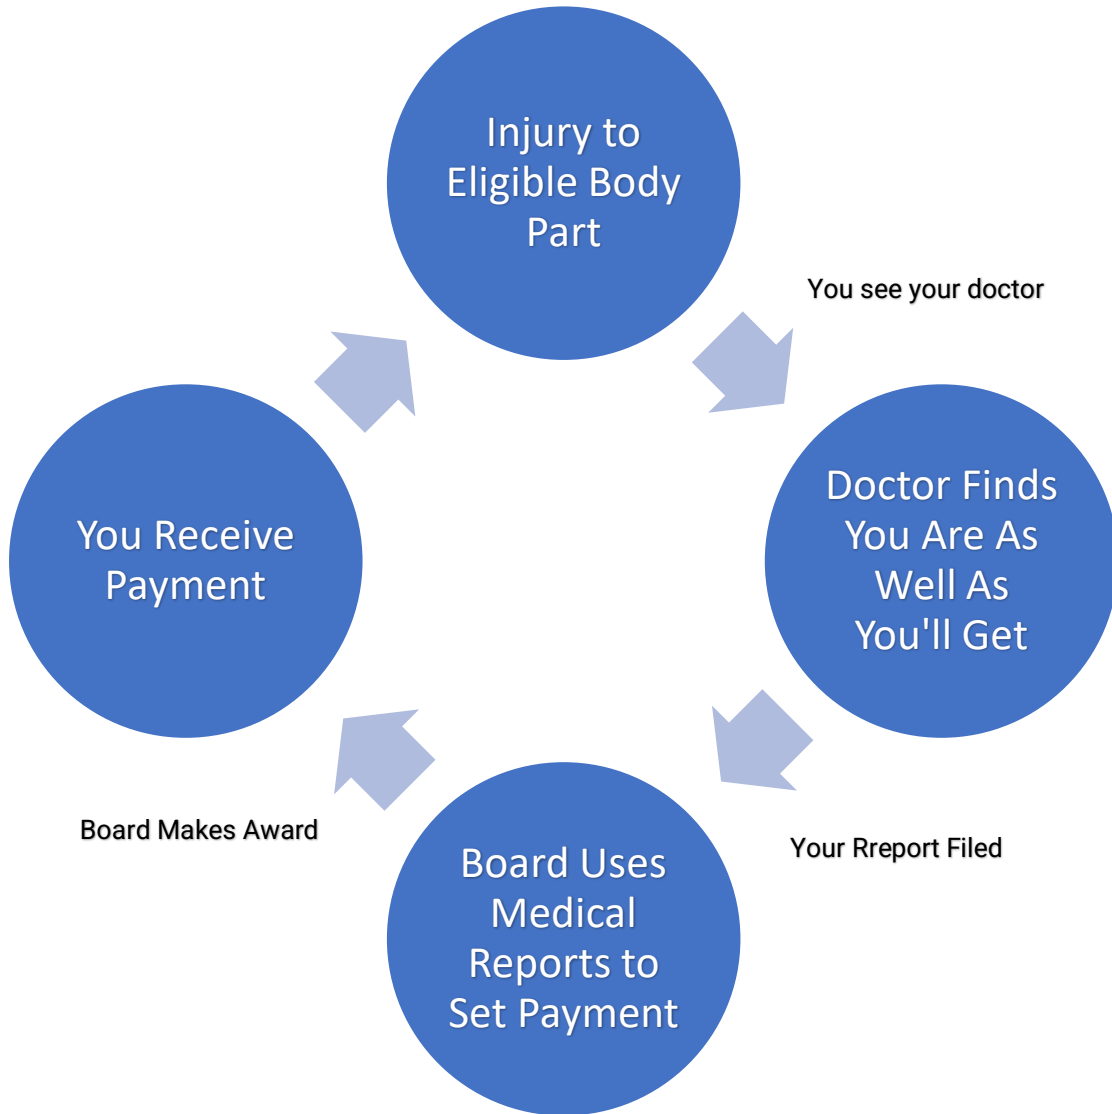 Injury to
Eligible Body
Part
You see your doctor
Doctor Finds
You Are As
Well As
You'll Get
Your Rreport Filed
Board Uses
Medical
Reports to
Set Payment
Board Makes Award
You Receive
Payment